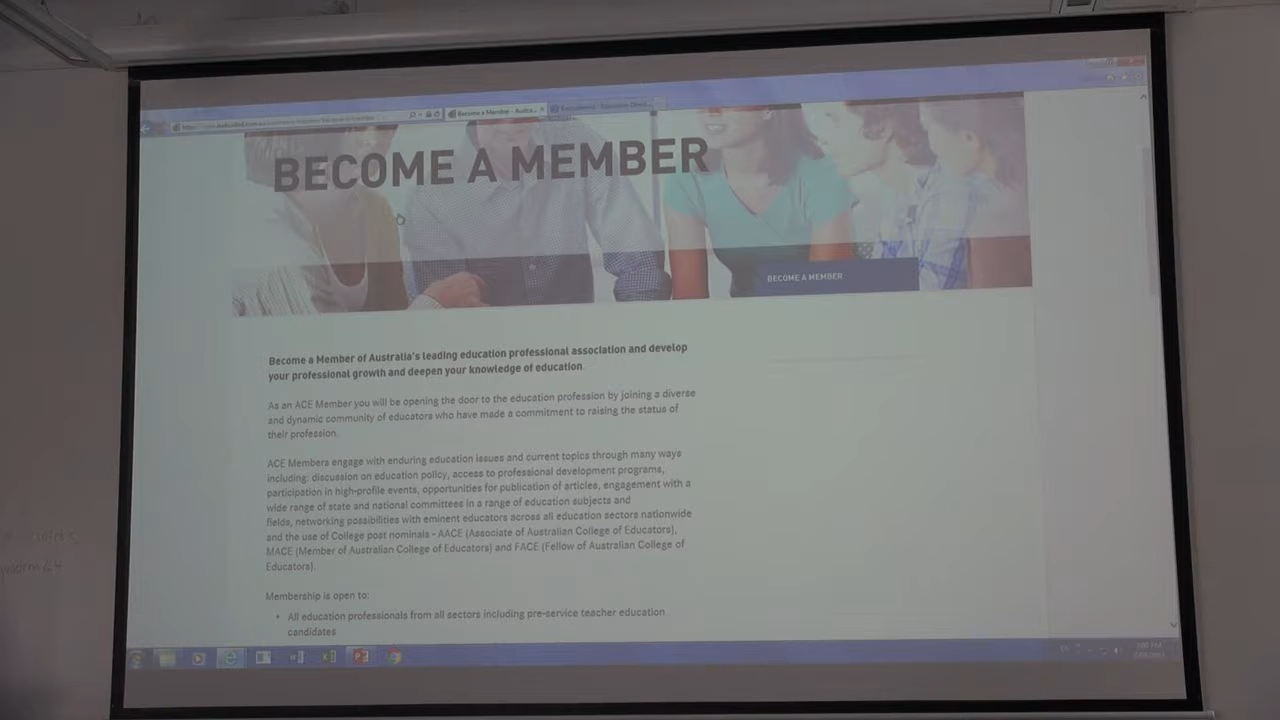 Become a Member - Austra...
BECOME A MEMBER
BECOME A MEMBER
Become a Member of Australia's leading education professional association and develop
your professional growth and deepen your knowledge of education.
As an ACE Member you will be opening the door to the education profession by joining a diverse
and dynamic community of educators who have made a commitment to raising the status of
their profession.
ACE Members engage with enduring education issues and current topics through many ways
including: discussion on education policy, access to professional development programs,
participation in high-profile events, opportunities for publication of articles, engagement with a
wide range of state and national committees in a range of education subjects and
fields, networking possibilities with eminent educators across all education sectors nationwide
and the use of College post nominals - AACE (Associate of Australian College of Educators),
MACE (Member of Australian College of Educators) and FACE (Fellow of Australian College of
Educators).
Membership is open to:
• All education professionals from all sectors including pre-service teacher education
candidates